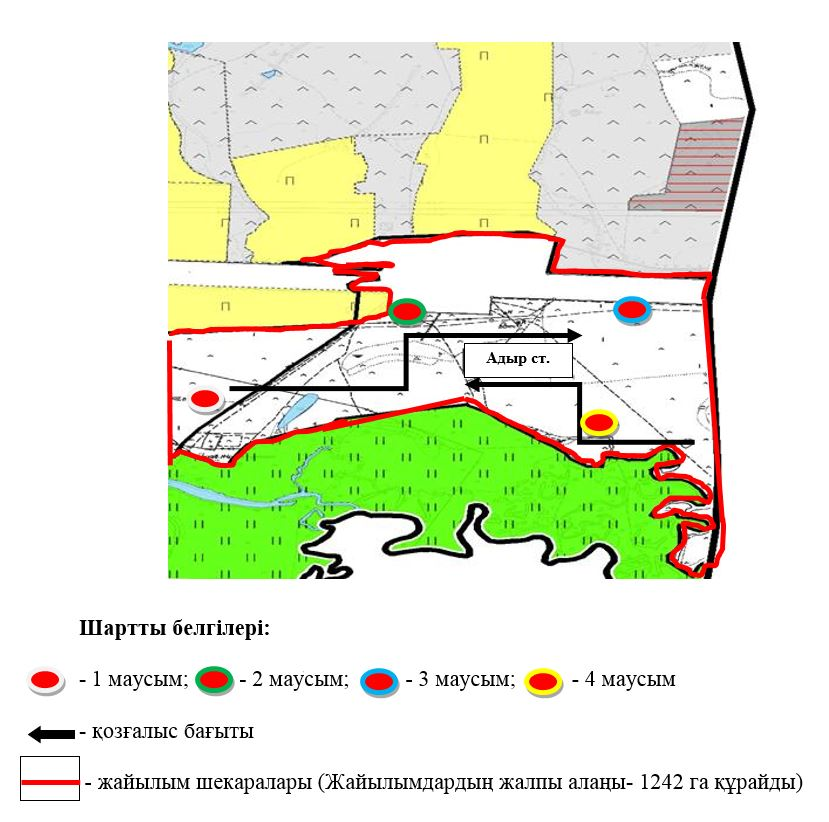 Адыр ст.
Шартты белгілері:
- 1 маусым; - 2 маусым; - 3 маусым; - 4 маусым
- қозғалыс бағыты
- жайылым шекаралары (Жайылымдардың жалпы алаңы- 1242 га құрайды)